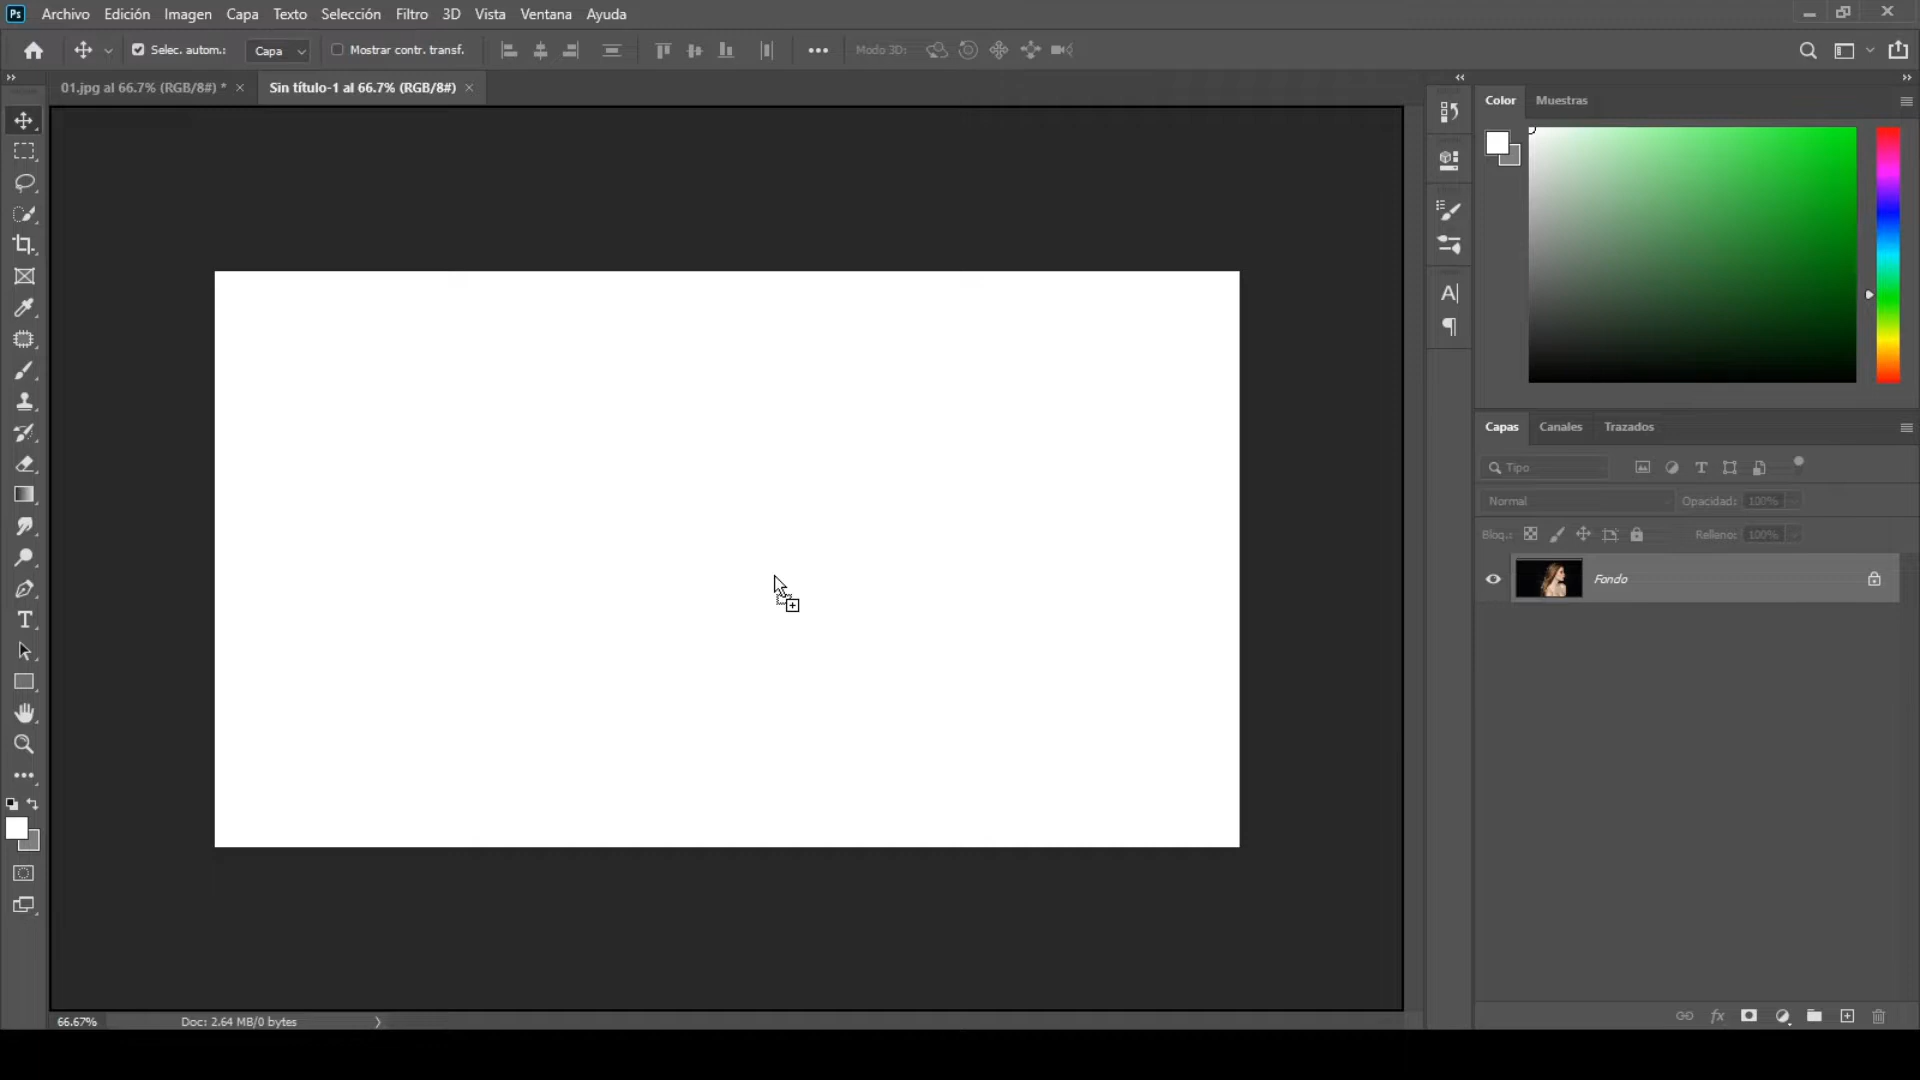 Ps Archivo Edición Imagen Capa Texto Selección Filtro 3D Vista Ventana Ayuda
Selec. autom.: Capa Mostrar contr. transf. Modo 3D:
01.jpg al 66.7% (RGB/8#) * × Sin título-1 al 66.7% (RGB/8#) ×
Color Muestras
Capas Canales Trazados
Tipo
Normal Opacidad: 100%
Bloq.: Relleno: 100%
Fondo
66.67% Doc: 2.64 MB/0 bytes
fx